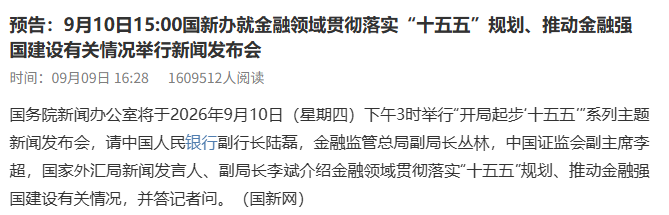 预告：9月10日15:00国新办就金融领域贯彻落实“十五五”规划、推动金融强
国建设有关情况举行新闻发布会
时间：09月09日 16:28 1609512人阅读
国务院新闻办公室将于2026年9月10日（星期四）下午3时举行“开局起步‘十五五’”系列主题
新闻发布会，请中国人民银行副行长陆磊，金融监管总局副局长丛林，中国证监会副主席李
超，国家外汇局新闻发言人、副局长李斌介绍金融领域贯彻落实“十五五”规划、推动金融强
国建设有关情况，并答记者问。（国新网）